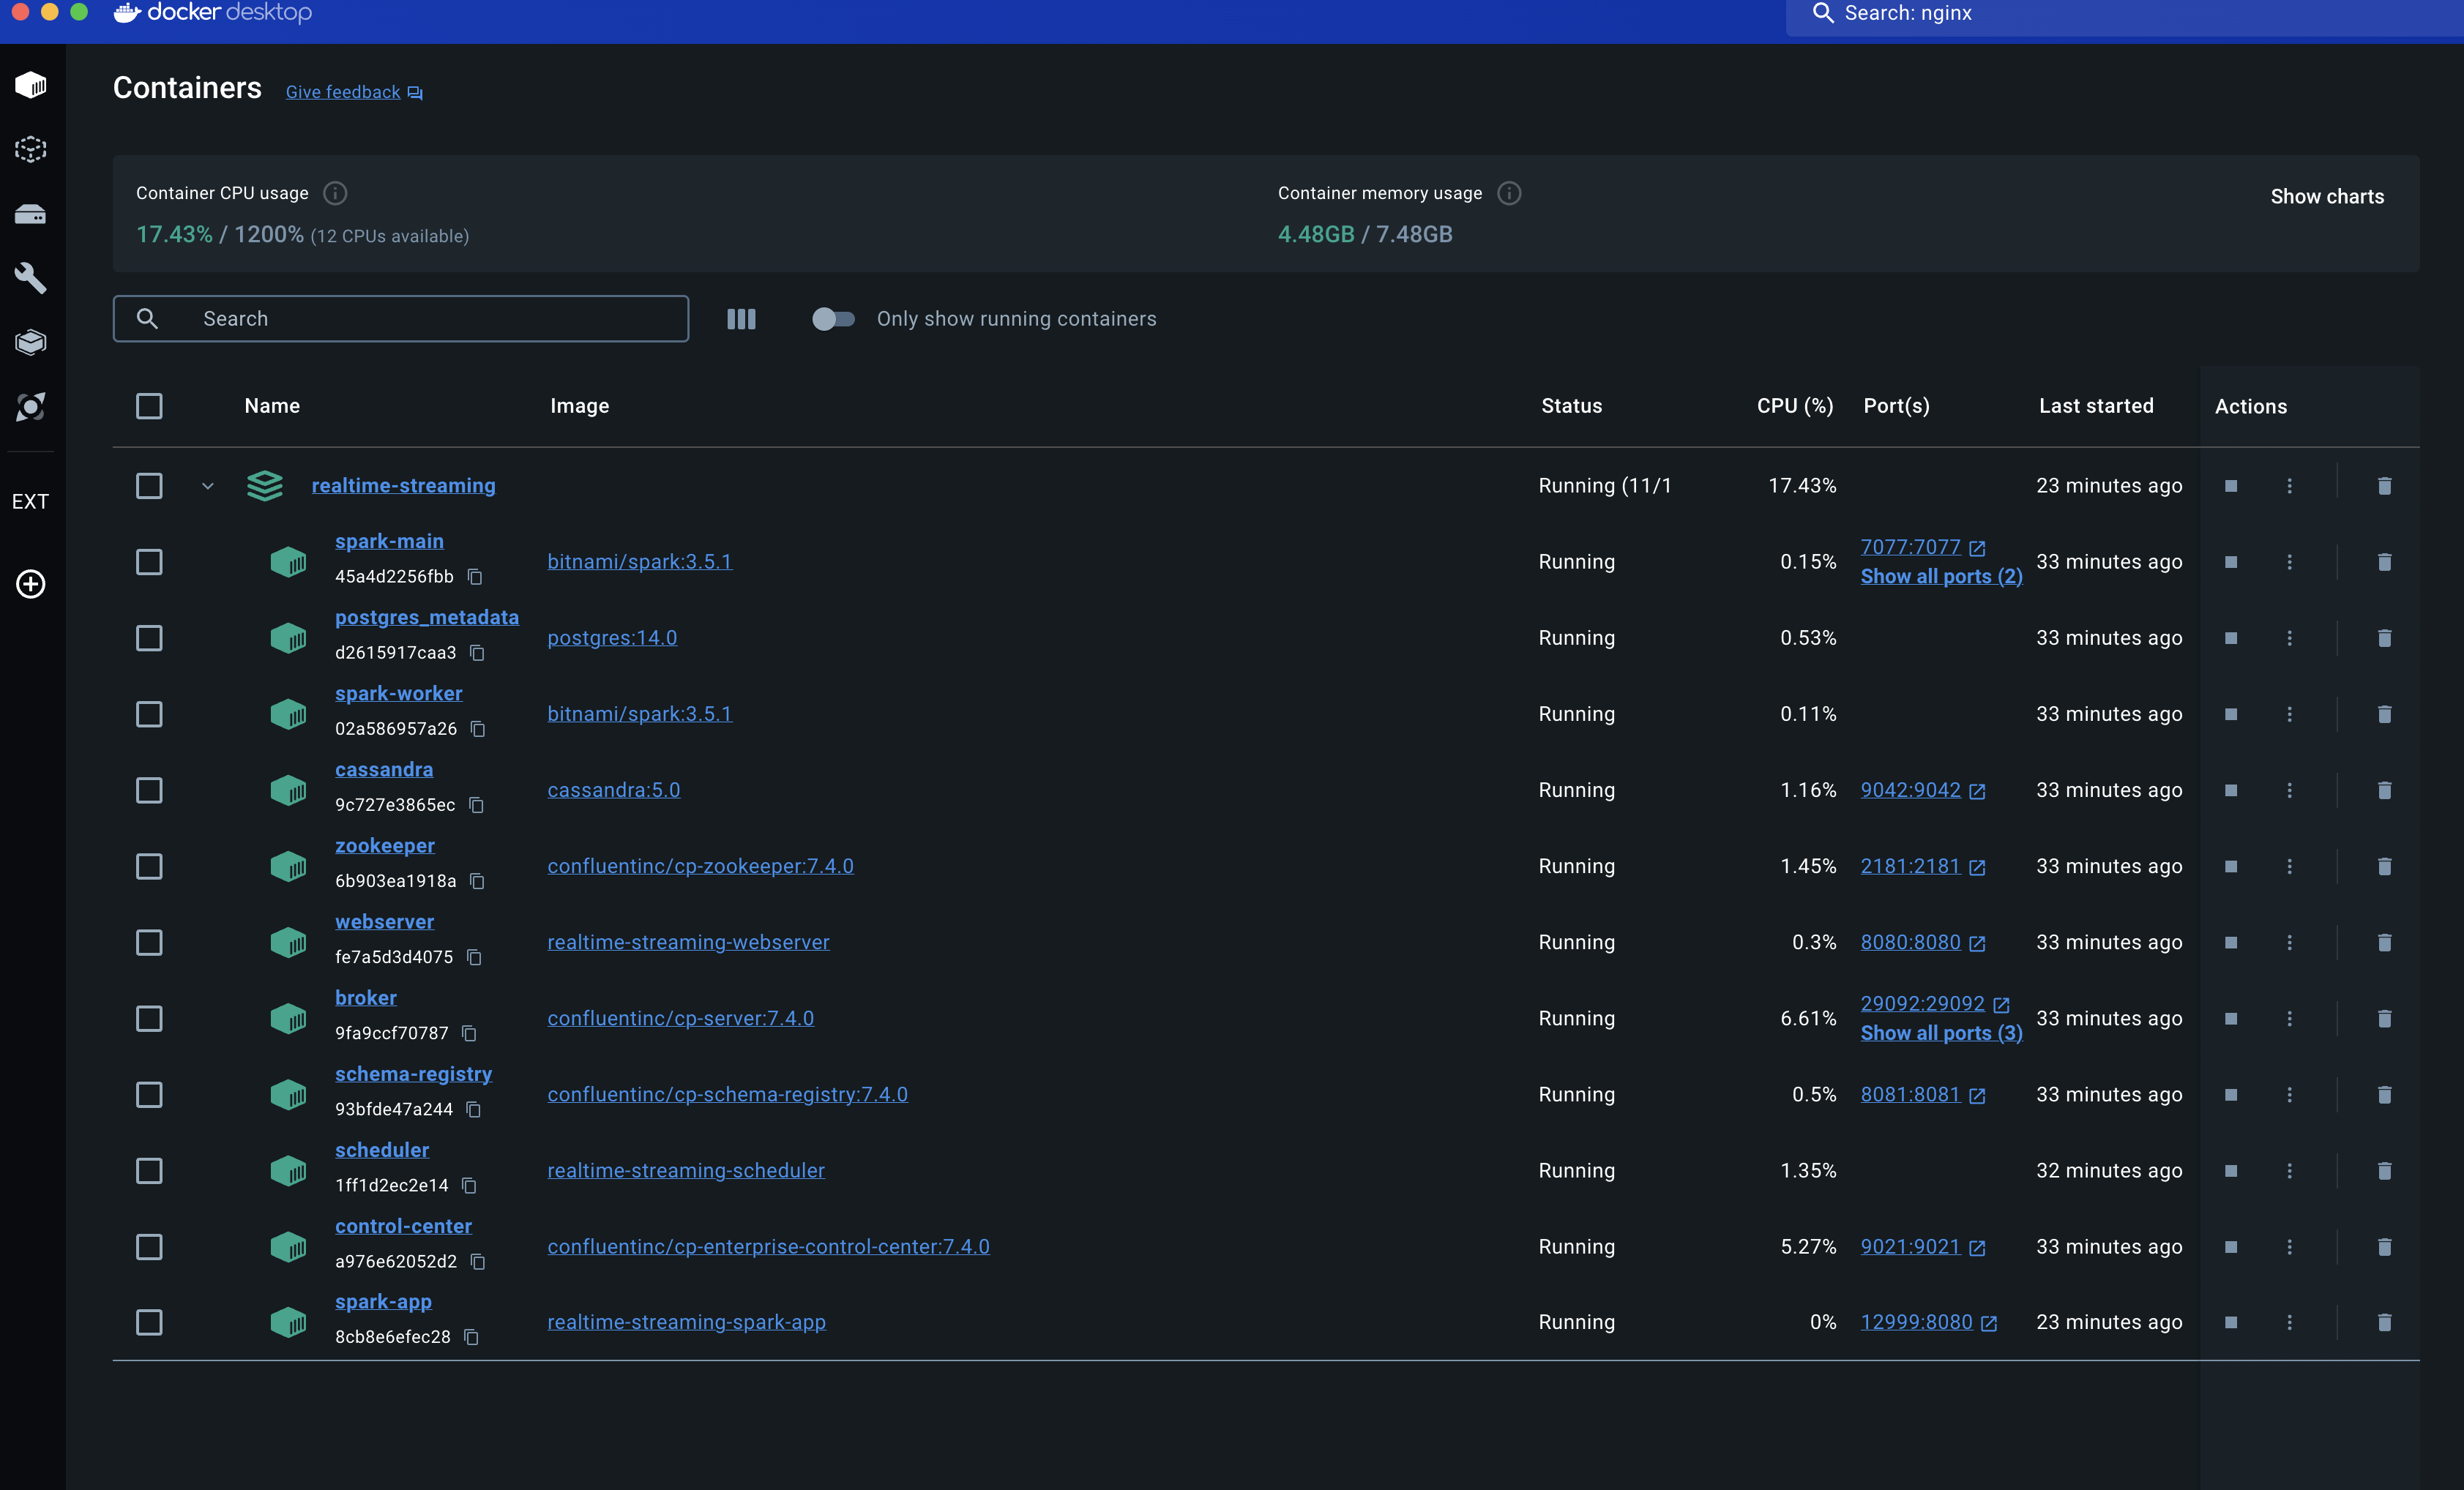 docker desktop
Search: nginx
Containers Give feedback
Container CPU usage
17.43% / 1200% (12 CPUs available)
Container memory usage
4.48GB / 7.48GB
Show charts
Search
Only show running containers
Name Image Status CPU (%) Port(s) Last started Actions
EXT
realtime-streaming Running (11/1 17.43% 23 minutes ago
spark-main
45a4d2256fbb
bitnami/spark:3.5.1 Running 0.15%
7077:7077
Show all ports (2)
33 minutes ago
postgres_metadata
d2615917caa3
postgres:14.0 Running 0.53% 33 minutes ago
spark-worker
02a586957a26
bitnami/spark:3.5.1 Running 0.11% 33 minutes ago
cassandra
9c727e3865ec
cassandra:5.0 Running 1.16% 9042:9042 33 minutes ago
zookeeper
6b903ea1918a
confluentinc/cp-zookeeper:7.4.0 Running 1.45% 2181:2181 33 minutes ago
webserver
fe7a5d3d4075
realtime-streaming-webserver Running 0.3% 8080:8080 33 minutes ago
broker
9fa9ccf70787
confluentinc/cp-server:7.4.0 Running 6.61%
29092:29092
Show all ports (3)
33 minutes ago
schema-registry
93bfde47a244
confluentinc/cp-schema-registry:7.4.0 Running 0.5% 8081:8081 33 minutes ago
scheduler
1ff1d2ec2e14
realtime-streaming-scheduler Running 1.35% 32 minutes ago
control-center
a976e62052d2
confluentinc/cp-enterprise-control-center:7.4.0 Running 5.27% 9021:9021 33 minutes ago
spark-app
8cb8e6efec28
realtime-streaming-spark-app Running 0% 12999:8080 23 minutes ago